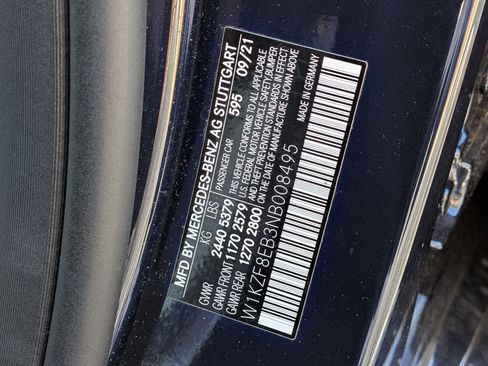 MFD BY MERCEDES-BENZ AG STUTTGART
595 09/21
KG LBS PASSENGER CAR
GVWR 2440 5379
GAWR FRONT 1170 2579
GAWR REAR 1270 2800
THIS VEHICLE CONFORMS TO ALL APPLICABLE
U.S. FEDERAL MOTOR VEHICLE SAFETY, BUMPER
AND THEFT PREVENTION STANDARDS IN EFFECT
ON THE DATE OF MANUFACTURE SHOWN ABOVE
W1KZF8EB3NB008495
MADE IN GERMANY